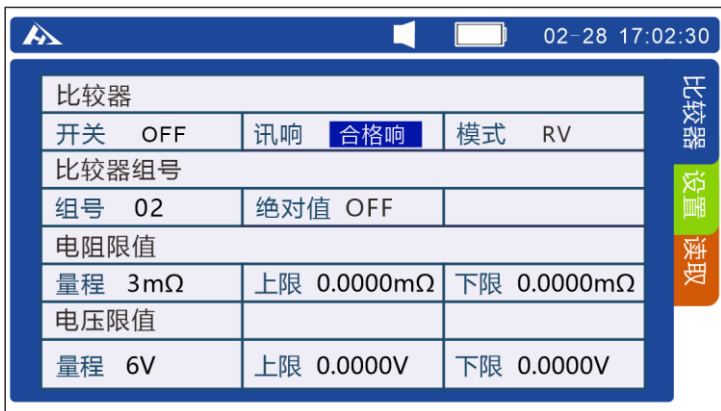 02-28 17:02:30
比较器
开关 OFF 讯响 合格响 模式 RV
比较器组号
组号 02 绝对值 OFF
电阻限值
量程 3mΩ 上限 0.0000mΩ 下限 0.0000mΩ
电压限值
量程 6V 上限 0.0000V 下限 0.0000V
比较器
设置
读取